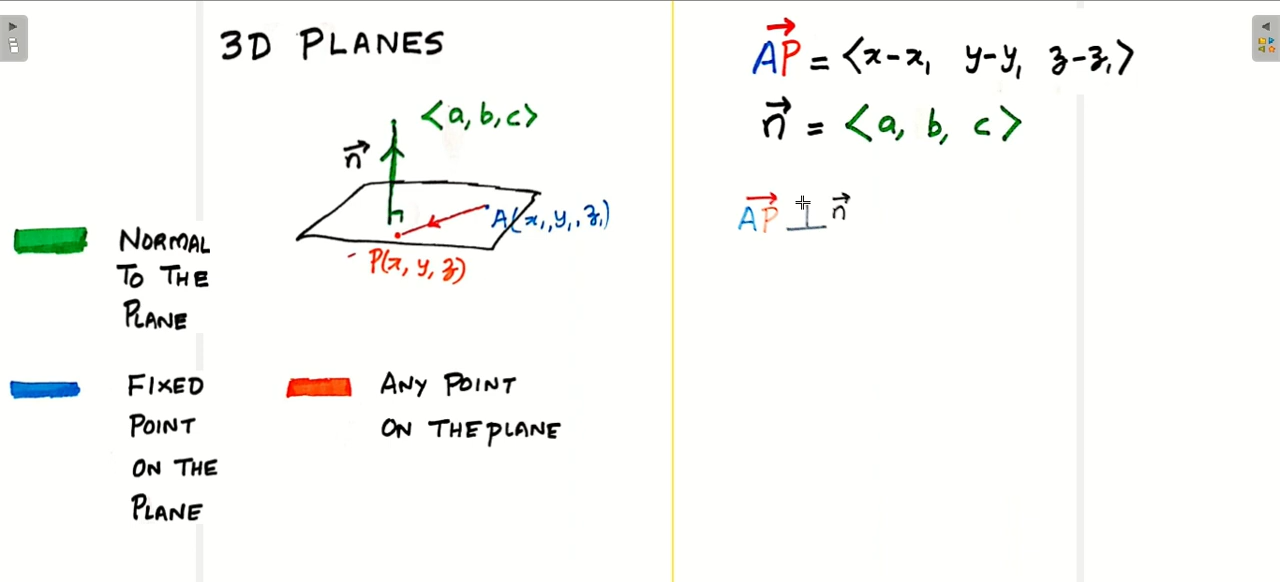 3D PLANES
<a, b, c>
n⃗
A(x₁, y₁, z₁)
P(x, y, z)
NORMAL
TO THE
PLANE
FIXED
POINT
ON THE
PLANE
ANY POINT
ON THE PLANE
AP⃗ = <x-x₁ y-y₁ z-z₁>
n⃗ = <a, b, c>
AP⃗ ⊥ n⃗